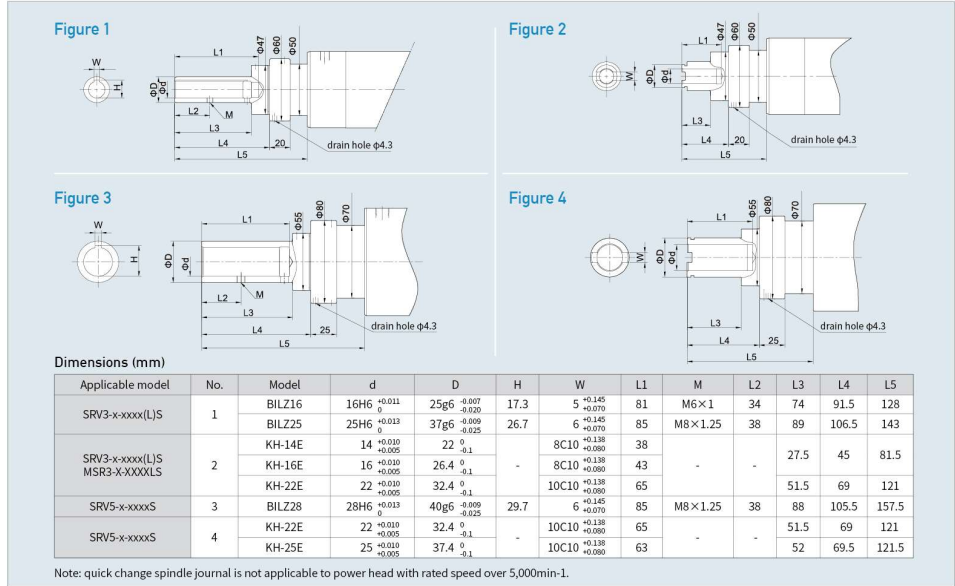 Figure 1
L1
Φ47
Φ60
Φ50
W
H
ΦD
Φd
L2
M
L3
L4
20
L5
drain hole φ4.3
Figure 2
L1
Φ47
Φ60
Φ50
W
ΦD
Φd
L3
L4
20
L5
drain hole φ4.3
Figure 3
L1
Φ55
Φ80
Φ70
W
H
ΦD
Φd
L2
M
L3
L4
25
L5
drain hole φ4.3
Figure 4
L1
Φ55
Φ80
Φ70
W
ΦD
Φd
L3
L4
25
L5
drain hole φ4.3
Dimensions (mm)
Applicable model No. Model d D H W L1 M L2 L3 L4 L5
SRV3-x-xxxx(L)S 1 BILZ16 16H6 +0.011 0 25g6 -0.007 -0.020 17.3 5 +0.145 +0.070 81 M6×1 34 74 91.5 128
BILZ25 25H6 +0.013 0 37g6 -0.009 -0.025 26.7 6 +0.145 +0.070 85 M8×1.25 38 89 106.5 143
SRV3-x-xxxx(L)S
MSR3-X-XXXXLS 2 KH-14E 14 +0.010 +0.005 22 0 -0.1 - 8C10 +0.138 +0.080 38 - - 27.5 45 81.5
KH-16E 16 +0.010 +0.005 26.4 0 -0.1 8C10 +0.138 +0.080 43
KH-22E 22 +0.010 +0.005 32.4 0 -0.1 10C10 +0.138 +0.080 65 51.5 69 121
SRV5-x-xxxxS 3 BILZ28 28H6 +0.013 0 40g6 -0.009 -0.025 29.7 6 +0.145 +0.070 85 M8×1.25 38 88 105.5 157.5
SRV5-x-xxxxS 4 KH-22E 22 +0.010 +0.005 32.4 0 -0.1 - 10C10 +0.138 +0.080 65 - - 51.5 69 121
KH-25E 25 +0.010 +0.005 37.4 0 -0.1 10C10 +0.138 +0.080 63 52 69.5 121.5
Note: quick change spindle journal is not applicable to power head with rated speed over 5,000min-1.